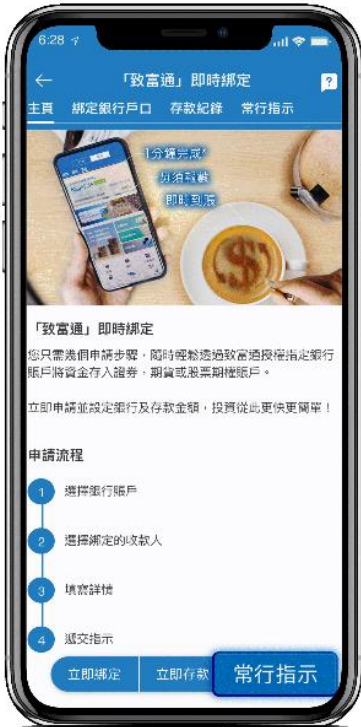 6:28
「致富通」即時綁定
?
主頁 綁定銀行戶口 存款紀錄 常行指示
1分鐘完成*
毋須報數
即時到賬
「致富通」即時綁定
您只需幾個申請步驟，隨時輕鬆透過致富通授權指定銀行
賬戶將資金存入證券、期貨或股票期權賬戶。
立即申請並設定銀行及存款金額，投資從此更快更簡單！
申請流程
1 選擇銀行賬戶
2 選擇綁定的收款人
3 填寫詳情
4 遞交指示
立即綁定 立即存款 常行指示